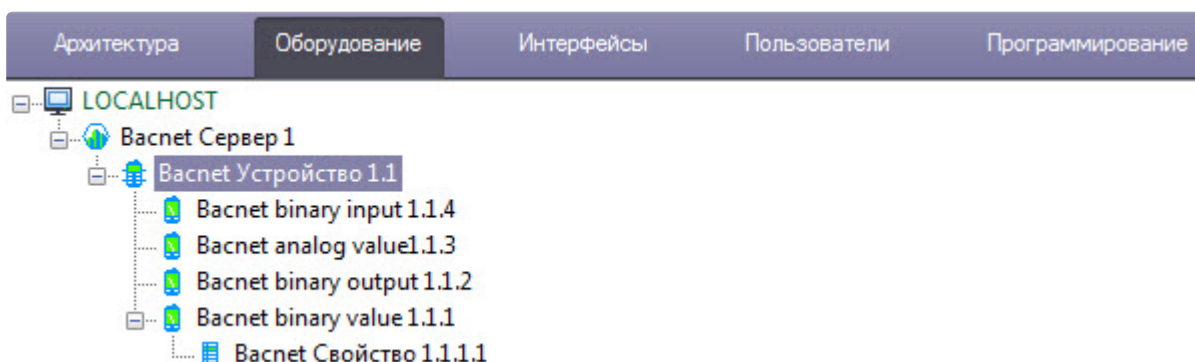 Архитектура Оборудование Интерфейсы Пользователи Программирование
LOCALHOST
Bacnet Сервер 1
Bacnet Устройство 1.1
Bacnet binary input 1.1.4
Bacnet analog value1.1.3
Bacnet binary output 1.1.2
Bacnet binary value 1.1.1
Bacnet Свойство 1.1.1.1